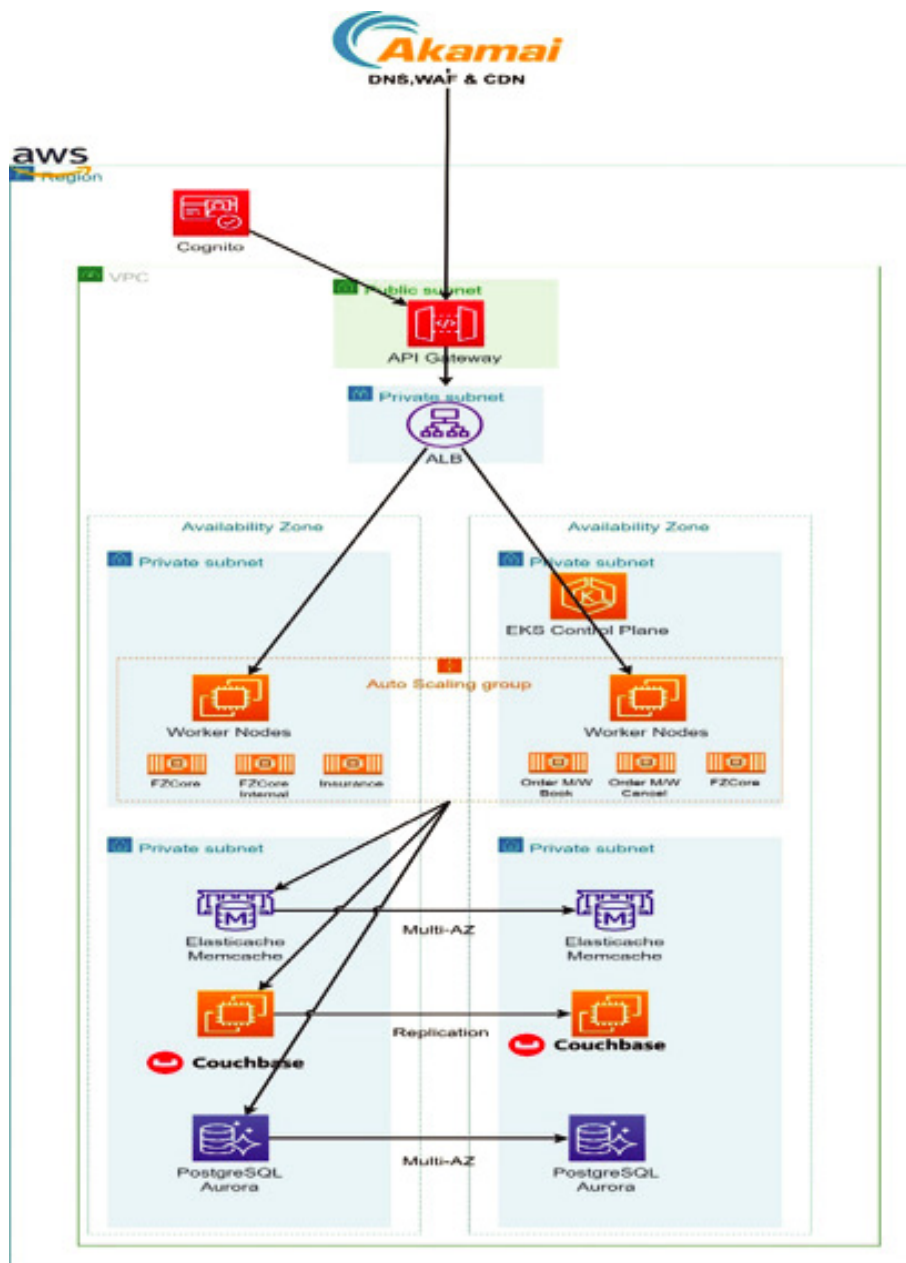 Akamai
DNS,WAF & CDN
aws
Region
Cognito
VPC
Public subnet
API Gateway
Private subnet
ALB
Availability Zone
Availability Zone
Private subnet
Private subnet
EKS Control Plane
Auto Scaling group
Worker Nodes
Worker Nodes
FZCore
FZCore
Internal
Insurance
Order M/W
Book
Order M/W
Cancel
FZCore
Private subnet
Private subnet
Elasticache
Memcache
Multi-AZ
Elasticache
Memcache
Replication
Couchbase
Couchbase
PostgreSQL
Aurora
Multi-AZ
PostgreSQL
Aurora